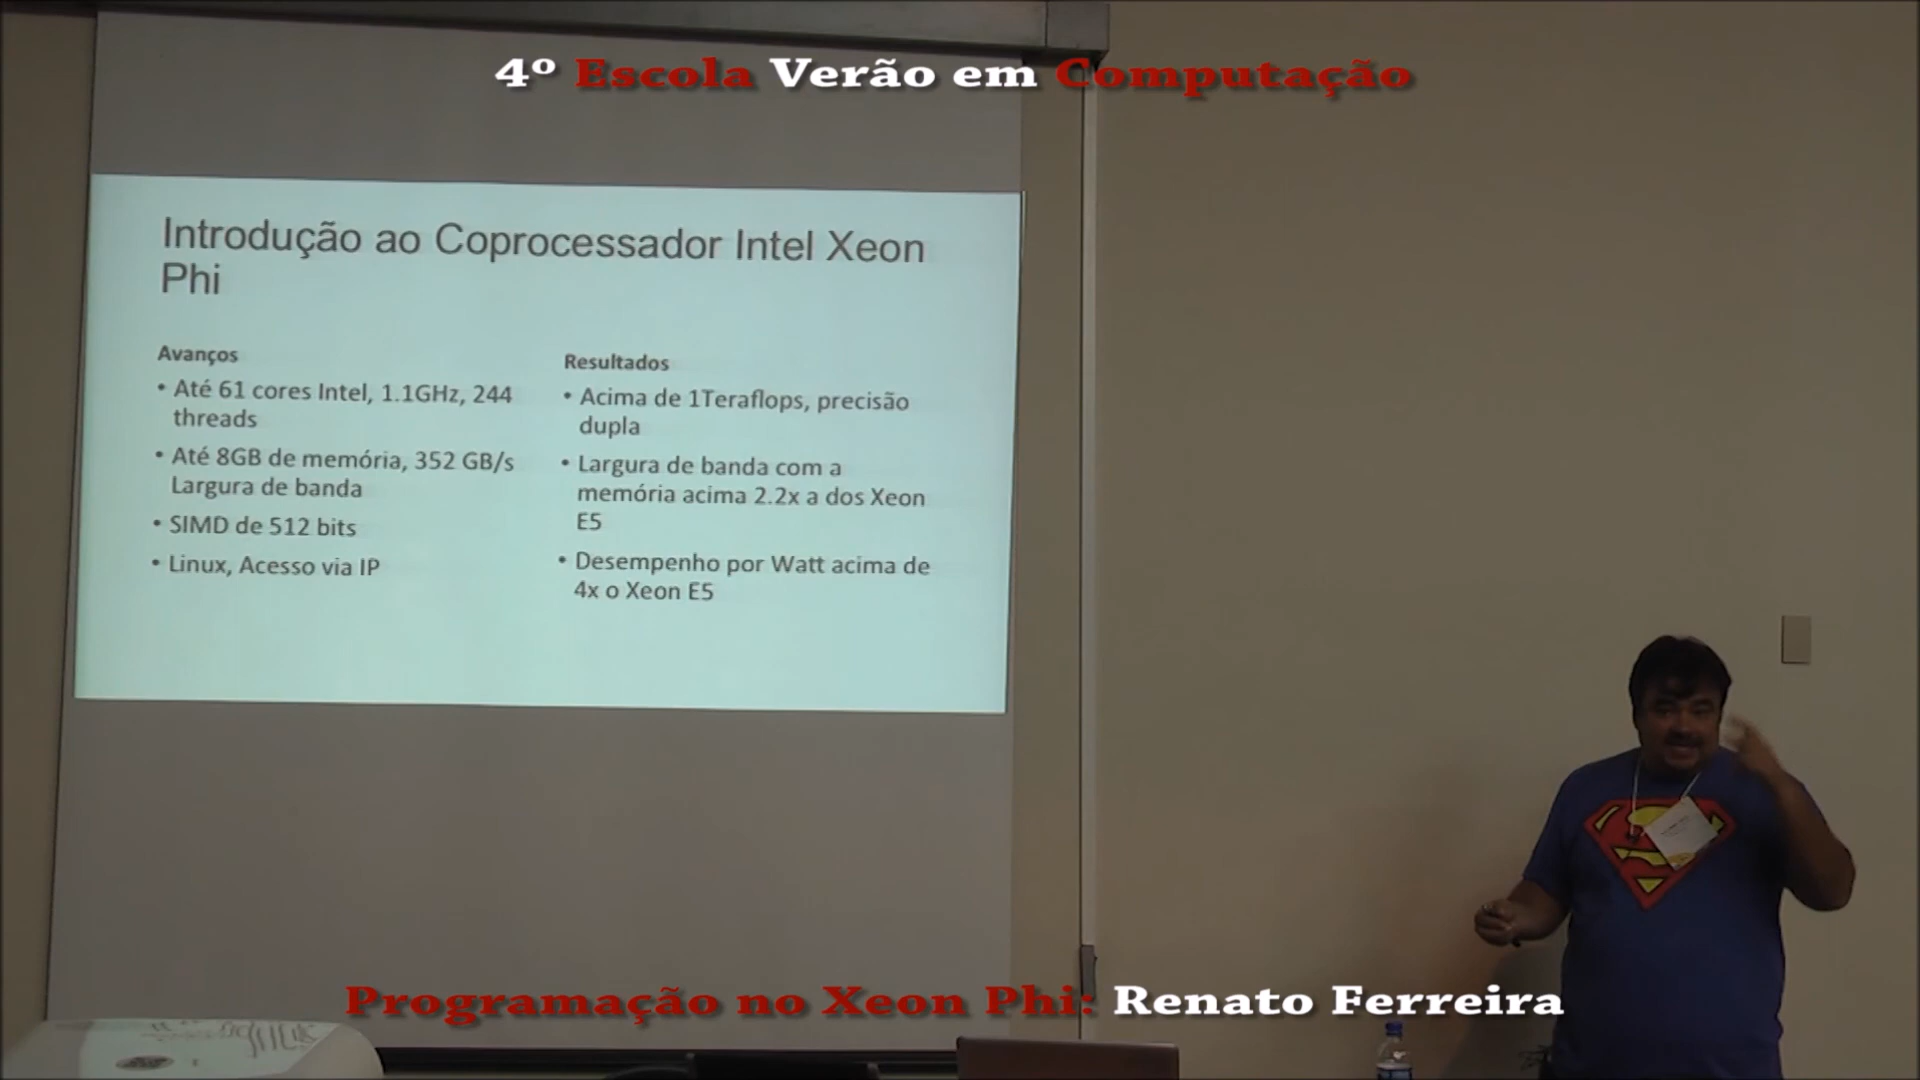 4º Escola Verão em Computação
Introdução ao Coprocessador Intel Xeon
Phi
Avanços
• Até 61 cores Intel, 1.1GHz, 244
threads
• Até 8GB de memória, 352 GB/s
Largura de banda
• SIMD de 512 bits
• Linux, Acesso via IP
Resultados
• Acima de 1Teraflops, precisão
dupla
• Largura de banda com a
memória acima 2.2x a dos Xeon
E5
• Desempenho por Watt acima de
4x o Xeon E5
Programação no Xeon Phi: Renato Ferreira